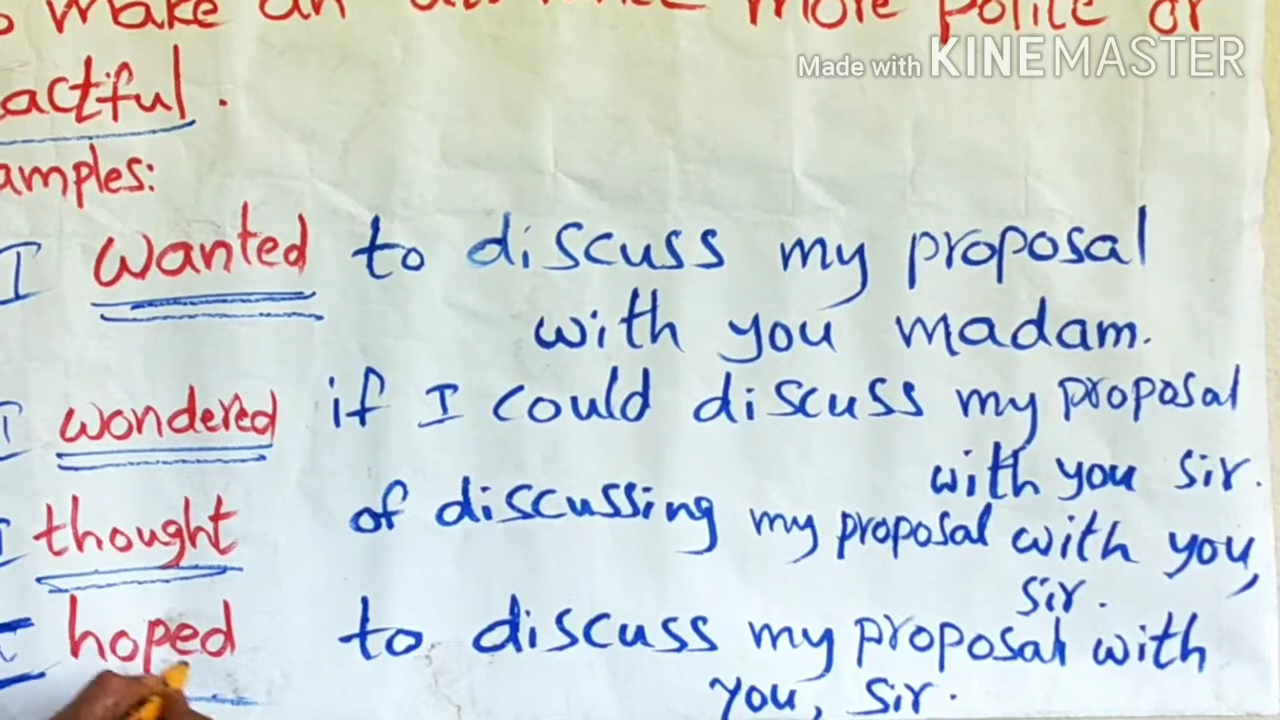 make an more polite or
Made with KINEMASTER
actful.
amples:
I wanted to discuss my proposal
with you madam.
I wondered if I could discuss my proposal
with you sir.
I thought of discussing my proposal with you,
sir.
I hoped to discuss my proposal with
you, sir.